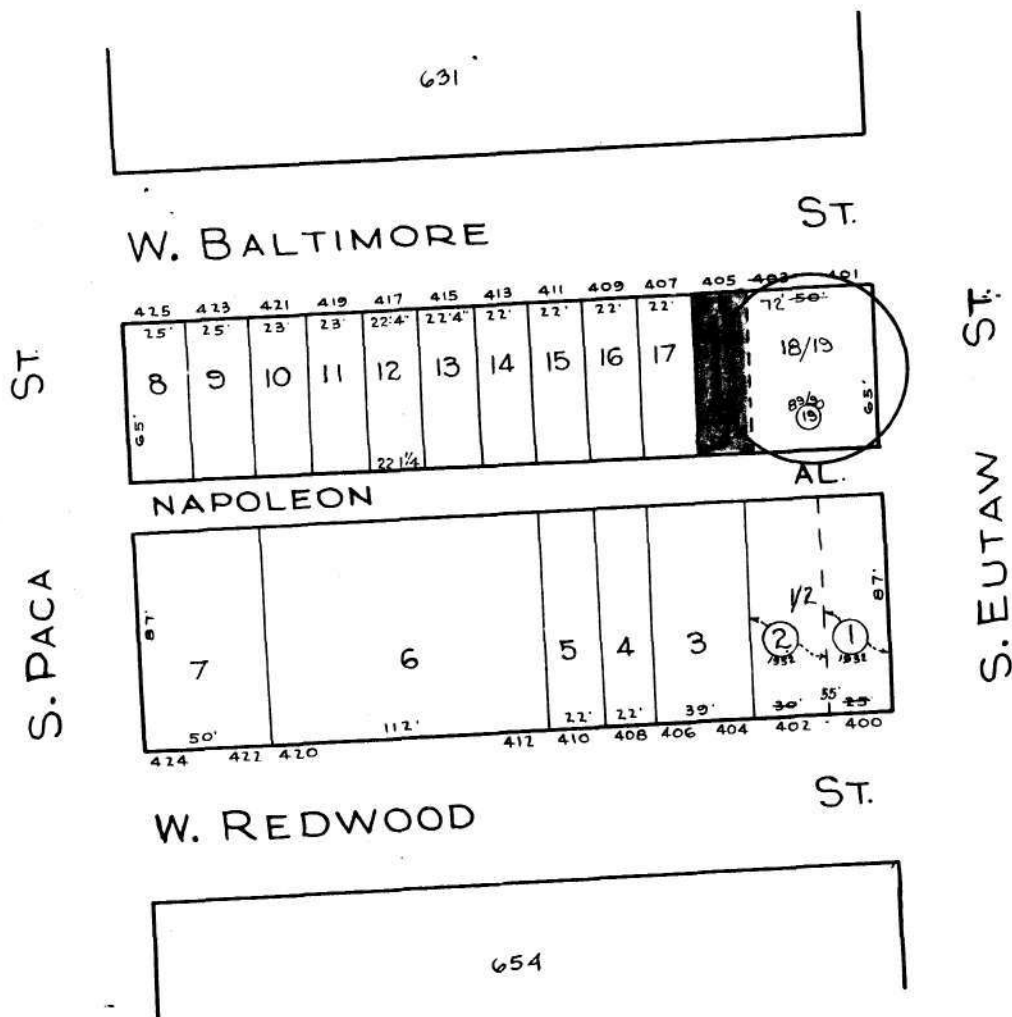 631
W. BALTIMORE ST.
425 423 421 419 417 415 413 411 409 407 405 403 401
25' 25' 23' 23' 22'4" 22'4" 22' 22' 22' 22' 72' 50'
8 9 10 11 12 13 14 15 16 17 18/19
65' 65'
89/90
19
22 1/4
NAPOLEON AL.
S. PACA ST.
S. EUTAW ST.
87' 87'
1/2
7 6 5 4 3 2 1
1932 1932
50' 112' 22' 22' 39' 30' 55' 25'
424 422 420 412 410 408 406 404 402 400
W. REDWOOD ST.
654